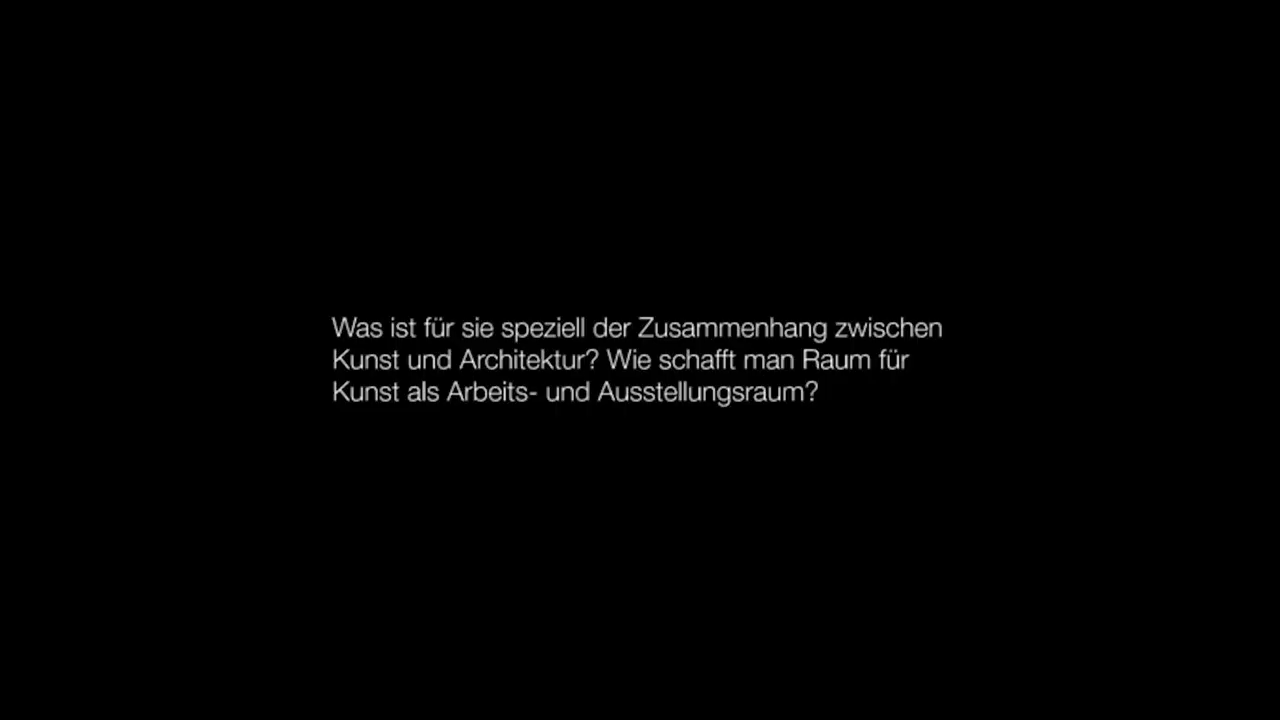 Was ist für sie speziell der Zusammenhang zwischen
Kunst und Architektur? Wie schafft man Raum für
Kunst als Arbeits- und Ausstellungsraum?